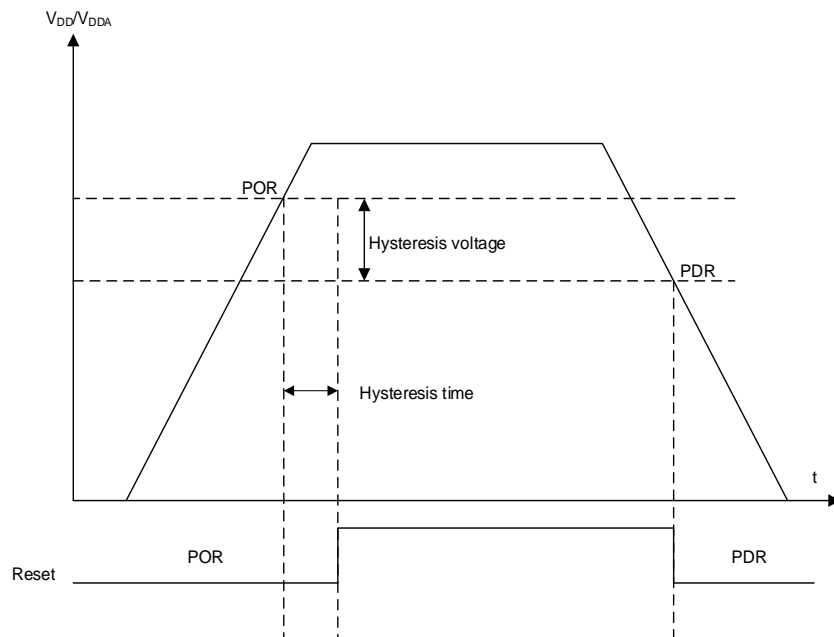 VDD/VDDA
POR
Hysteresis voltage
PDR
Hysteresis time
t
POR
PDR
Reset